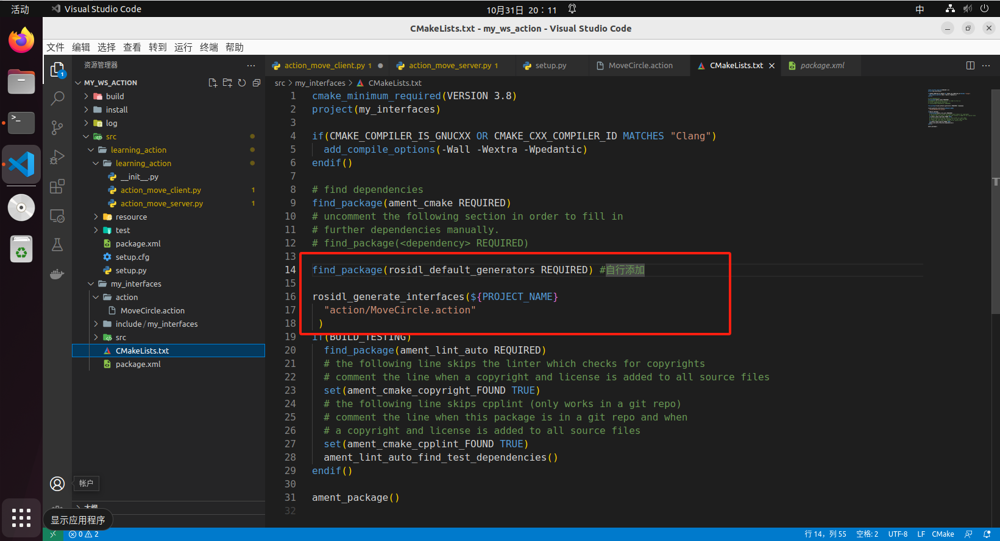 活动
Visual Studio Code
10月31日 20：11
中
CMakeLists.txt - my_ws_action - Visual Studio Code
文件 编辑 选择 查看 转到 运行 终端 帮助
资源管理器
action_move_client.py 1
action_move_server.py 1
setup.py
MoveCircle.action
CMakeLists.txt
package.xml
1
MY_WS_ACTION
build
install
log
src
learning_action
learning_action
__init__.py
action_move_client.py 1
action_move_server.py 1
resource
test
package.xml
setup.cfg
setup.py
my_interfaces
action
MoveCircle.action
include / my_interfaces
src
CMakeLists.txt
package.xml
帐户
大纲
显示应用程序
src > my_interfaces > CMakeLists.txt
1 cmake_minimum_required(VERSION 3.8)
2 project(my_interfaces)
3
4 if(CMAKE_COMPILER_IS_GNUCXX OR CMAKE_CXX_COMPILER_ID MATCHES "Clang")
5 add_compile_options(-Wall -Wextra -Wpedantic)
6 endif()
7
8 # find dependencies
9 find_package(ament_cmake REQUIRED)
10 # uncomment the following section in order to fill in
11 # further dependencies manually.
12 # find_package(<dependency> REQUIRED)
13
14 find_package(rosidl_default_generators REQUIRED) #自行添加
15
16 rosidl_generate_interfaces(${PROJECT_NAME}
17 "action/MoveCircle.action"
18 )
19 if(BUILD_TESTING)
20 find_package(ament_lint_auto REQUIRED)
21 # the following line skips the linter which checks for copyrights
22 # comment the line when a copyright and license is added to all source files
23 set(ament_cmake_copyright_FOUND TRUE)
24 # the following line skips cpplint (only works in a git repo)
25 # comment the line when this package is in a git repo and when
26 # a copyright and license is added to all source files
27 set(ament_cmake_cpplint_FOUND TRUE)
28 ament_lint_auto_find_test_dependencies()
29 endif()
30
31 ament_package()
32
0 2
行 14，列 55 空格: 2 UTF-8 LF CMake